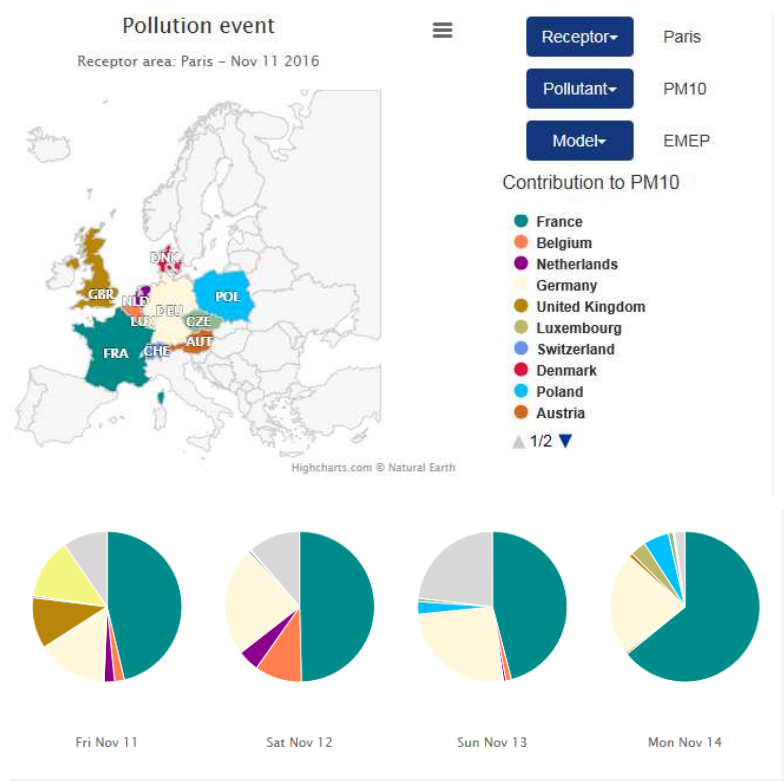 Pollution event
Receptor area: Paris – Nov 11 2016
Receptor
Paris
Pollutant
PM10
Model
EMEP
Contribution to PM10
France
Belgium
Netherlands
Germany
United Kingdom
Luxembourg
Switzerland
Denmark
Poland
Austria
1/2
DNK
GBR
NLD
POL
DEU
LUX
CZE
FRA
CHE
AUT
Highcharts.com © Natural Earth
Fri Nov 11
Sat Nov 12
Sun Nov 13
Mon Nov 14